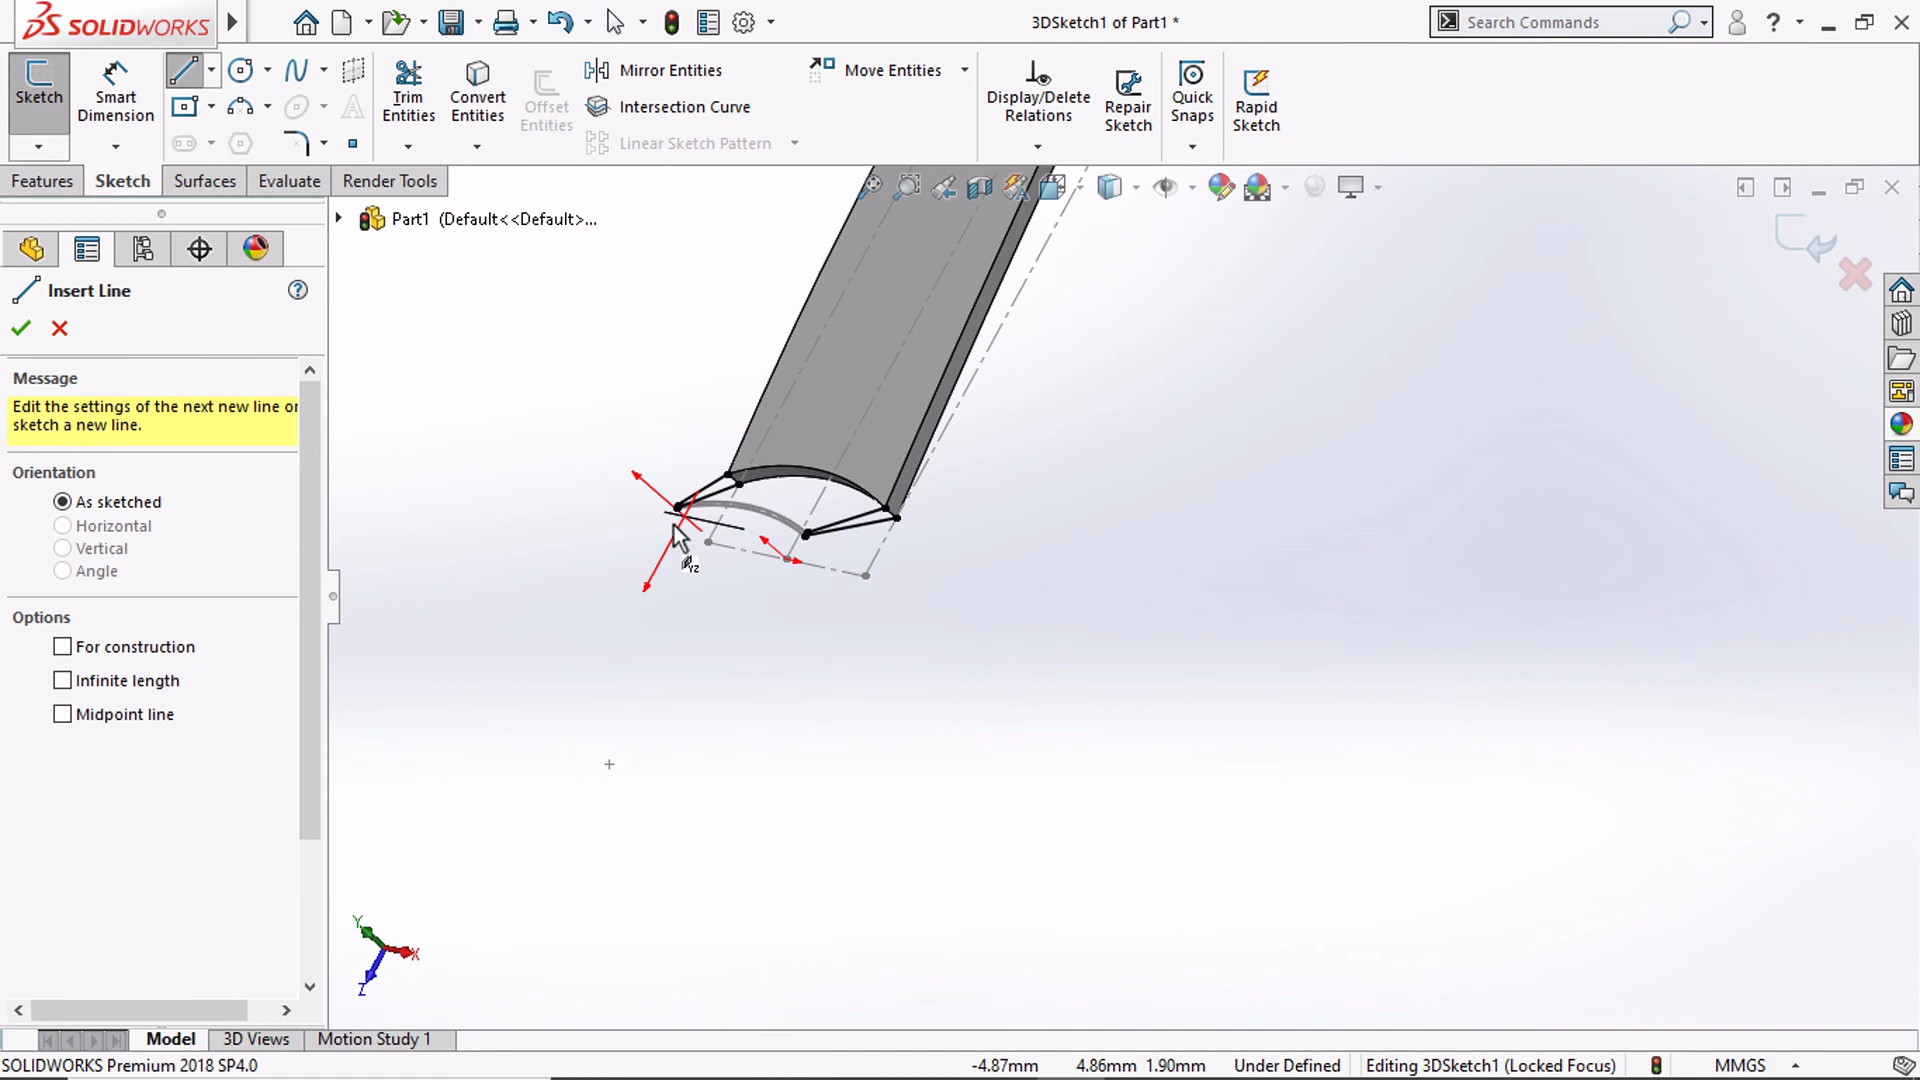 SOLIDWORKS
3DSketch1 of Part1 *
Search Commands
?
Sketch
Smart Dimension
Trim Entities
Convert Entities
Offset Entities
Mirror Entities
Intersection Curve
Linear Sketch Pattern
Move Entities
Display/Delete Relations
Repair Sketch
Quick Snaps
Rapid Sketch
Features
Sketch
Surfaces
Evaluate
Render Tools
Part1 (Default<<Default>...
Insert Line
Message
Edit the settings of the next new line or
sketch a new line.
Orientation
As sketched
Horizontal
Vertical
Angle
Options
For construction
Infinite length
Midpoint line
YZ
Y
X
Z
Model
3D Views
Motion Study 1
SOLIDWORKS Premium 2018 SP4.0
-4.87mm
4.86mm 1.90mm
Under Defined
Editing 3DSketch1 (Locked Focus)
MMGS